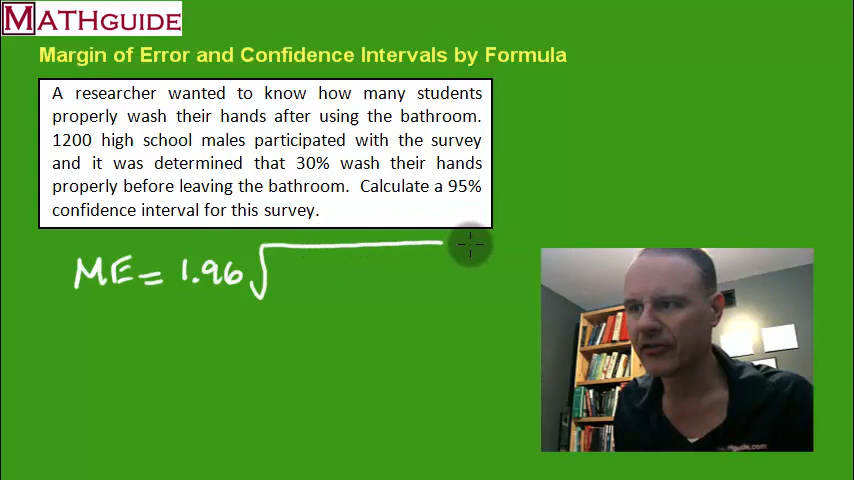 MATHGUIDE
Margin of Error and Confidence Intervals by Formula
A researcher wanted to know how many students
properly wash their hands after using the bathroom.
1200 high school males participated with the survey
and it was determined that 30% wash their hands
properly before leaving the bathroom. Calculate a 95%
confidence interval for this survey.
ME = 1.96√